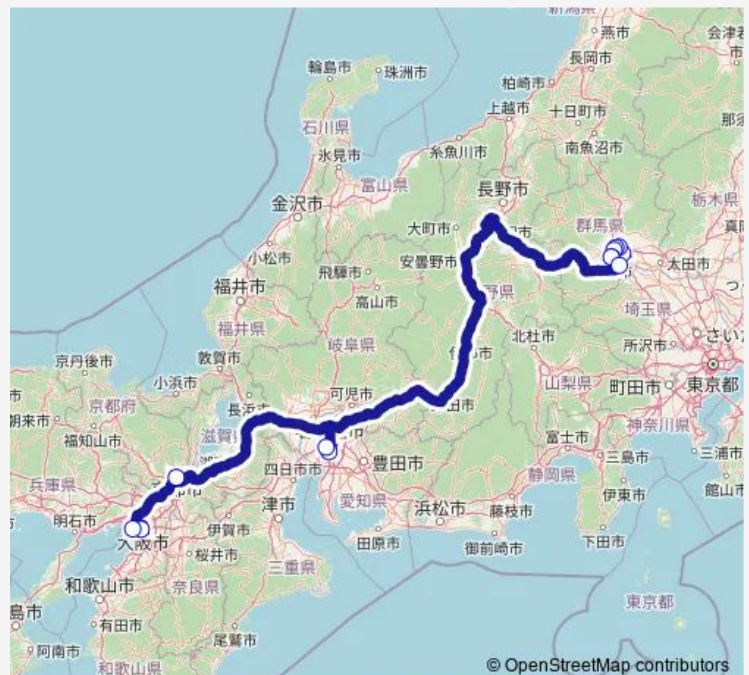 新潟県
燕市
会津若
長岡市
輪島市
珠洲市
柏崎市
上越市
十日町市
石川県
南魚沼市
糸魚川市
氷見市
富山県
長野市
栃木県
金沢市
大町市
群馬県
小松市
安曇野市
太田市
飛騨市
福井市
野県
高山市
埼玉県
福井県
北杜市
岐阜県
所沢市
さいた
京丹後市
敦賀市
小浜市
山梨県
町田市
東京都
可児市
京都府
長浜市
朝来市
神奈川県
福知山市
滋賀県
富士市
三島市
三浦市
四日市市
豊田市
兵庫県
静岡県
伊東市
館山市
津市
愛知県
浜松市
藤枝市
明石市
大阪市
伊賀市
下田市
田原市
御前崎市
桜井市
三重県
和歌山市
奈良県
東京都
島市
有田市
尾鷲市
阿南市
和歌山県
© OpenStreetMap contributors